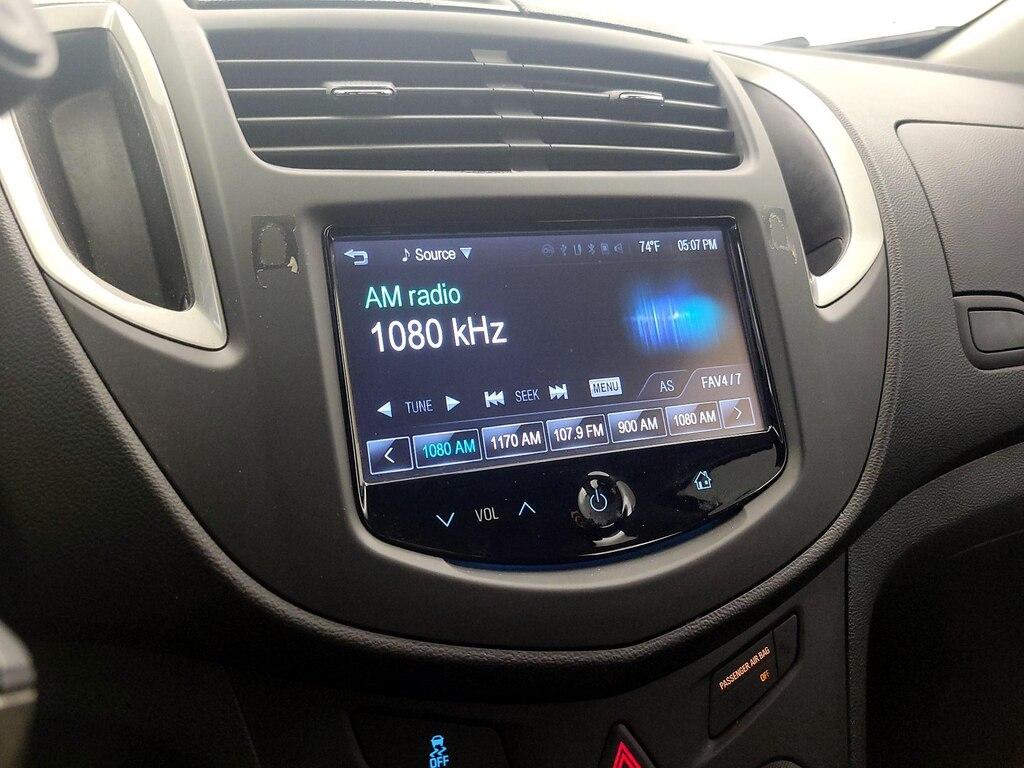 Source 74°F 05:07 PM
AM radio
1080 kHz
TUNE SEEK MENU AS FAV4/7
1080 AM 1170 AM 107.9 FM 900 AM 1080 AM
VOL
PASSENGER AIR BAG
OFF
OFF